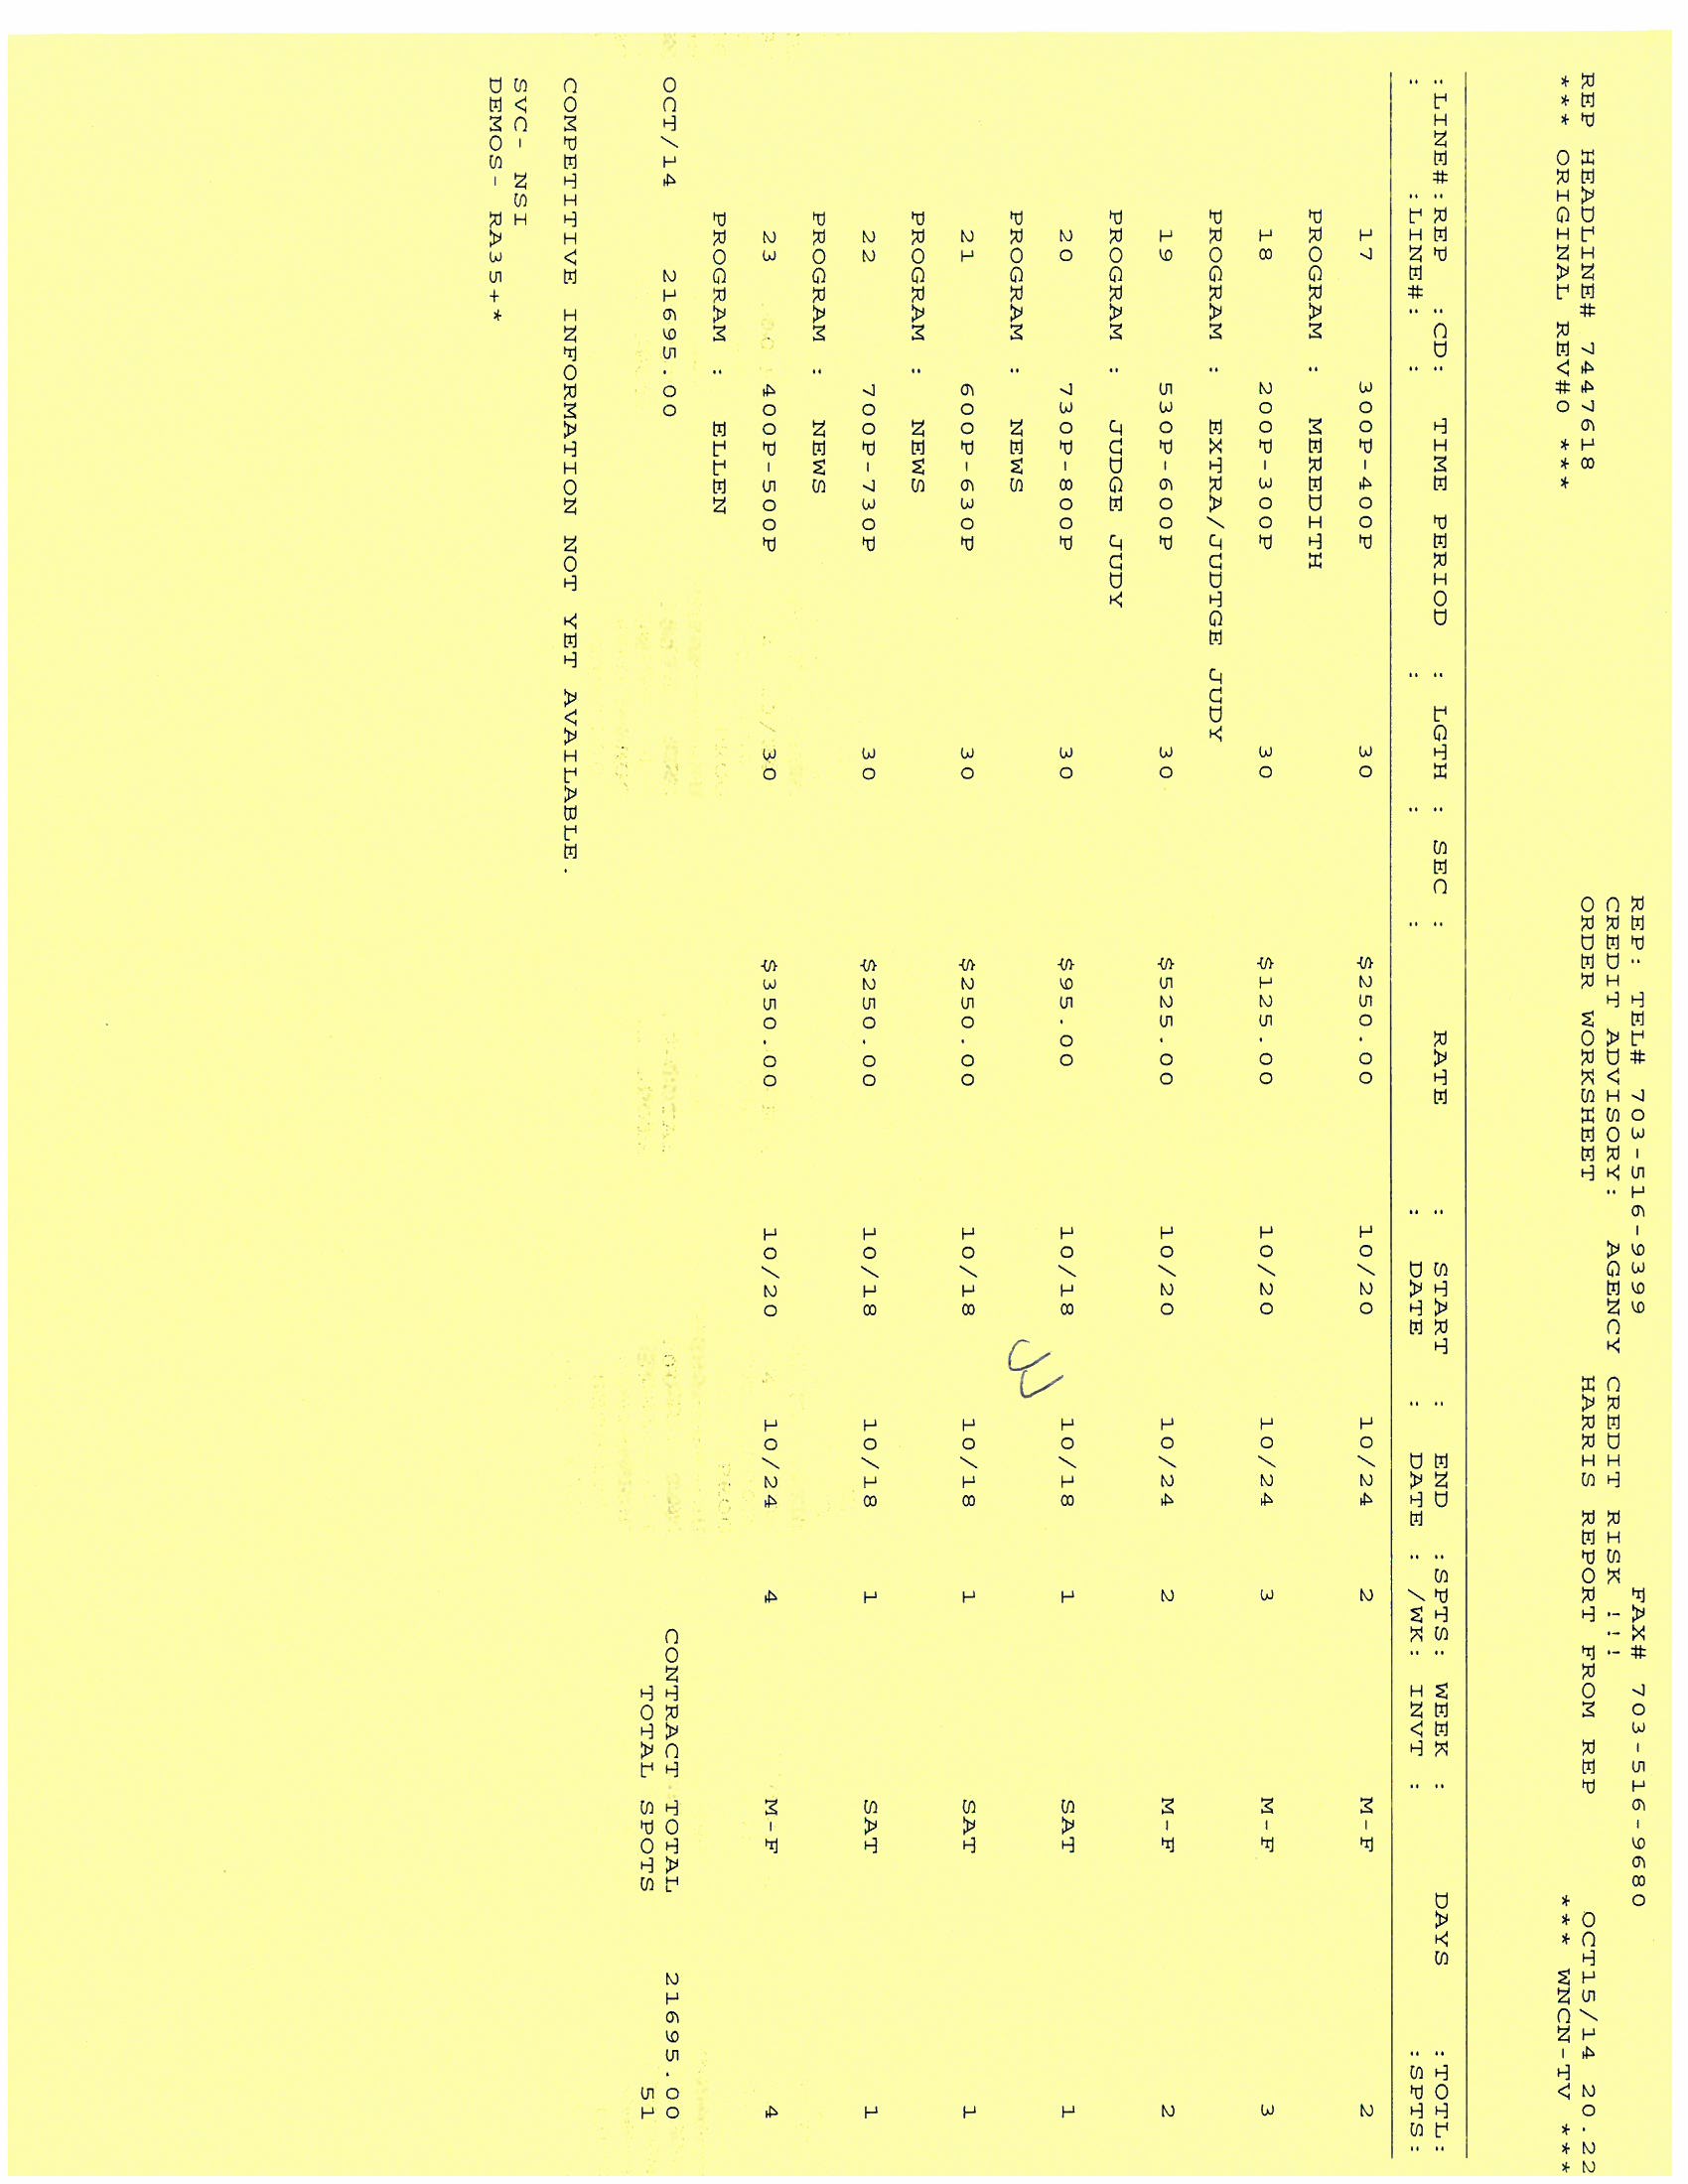 REP: TEL# 703-516-9399 FAX# 703-516-9680
CREDIT ADVISORY: AGENCY CREDIT RISK !!!
REP HEADLINE# 7447618 ORDER WORKSHEET HARRIS REPORT FROM REP OCT15/14 20.22
*** ORIGINAL REV#0 *** *** WNCN-TV ***
:LINE#:REP :CD: TIME PERIOD : LGTH : SEC : RATE : START : END :SPTS: WEEK : DAYS :TOTL:
: :LINE#: : : : : DATE : DATE : /WK: INVT : :SPTS:
17 300P-400P 30 $250.00 10/20 10/24 2 M-F 2
PROGRAM : MEREDITH
18 200P-300P 30 $125.00 10/20 10/24 3 M-F 3
PROGRAM : EXTRA/JUDTGE JUDY
19 530P-600P 30 $525.00 10/20 10/24 2 M-F 2
PROGRAM : JUDGE JUDY
20 730P-800P 30 $95.00 10/18 10/18 1 SAT 1
PROGRAM : NEWS
21 600P-630P 30 $250.00 10/18 10/18 1 SAT 1
PROGRAM : NEWS
22 700P-730P 30 $250.00 10/18 10/18 1 SAT 1
PROGRAM : NEWS
23 400P-500P 30 $350.00 10/20 10/24 4 M-F 4
PROGRAM : ELLEN
OCT/14 21695.00 CONTRACT TOTAL 21695.00
TOTAL SPOTS 51
COMPETITIVE INFORMATION NOT YET AVAILABLE.
SVC- NSI
DEMOS- RA35+*